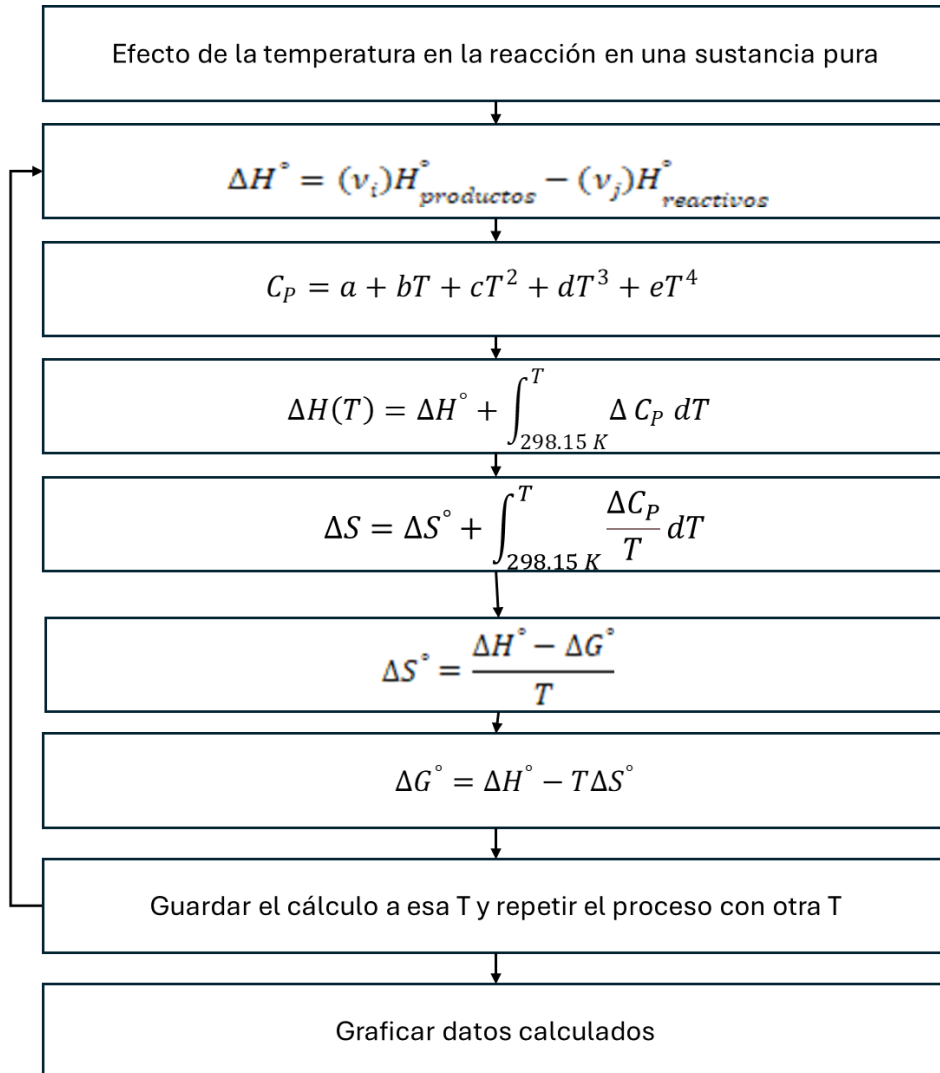 Efecto de la temperatura en la reacción en una sustancia pura
ΔH° = (νᵢ)H°productos − (νⱼ)H°reactivos
C_P = a + bT + cT² + dT³ + eT⁴
ΔH(T) = ΔH° + ∫_{298.15 K}^{T} Δ C_P dT
ΔS = ΔS° + ∫_{298.15 K}^{T} ΔC_P/T dT
ΔS° = (ΔH° − ΔG°)/T
ΔG° = ΔH° − TΔS°
Guardar el cálculo a esa T y repetir el proceso con otra T
Graficar datos calculados